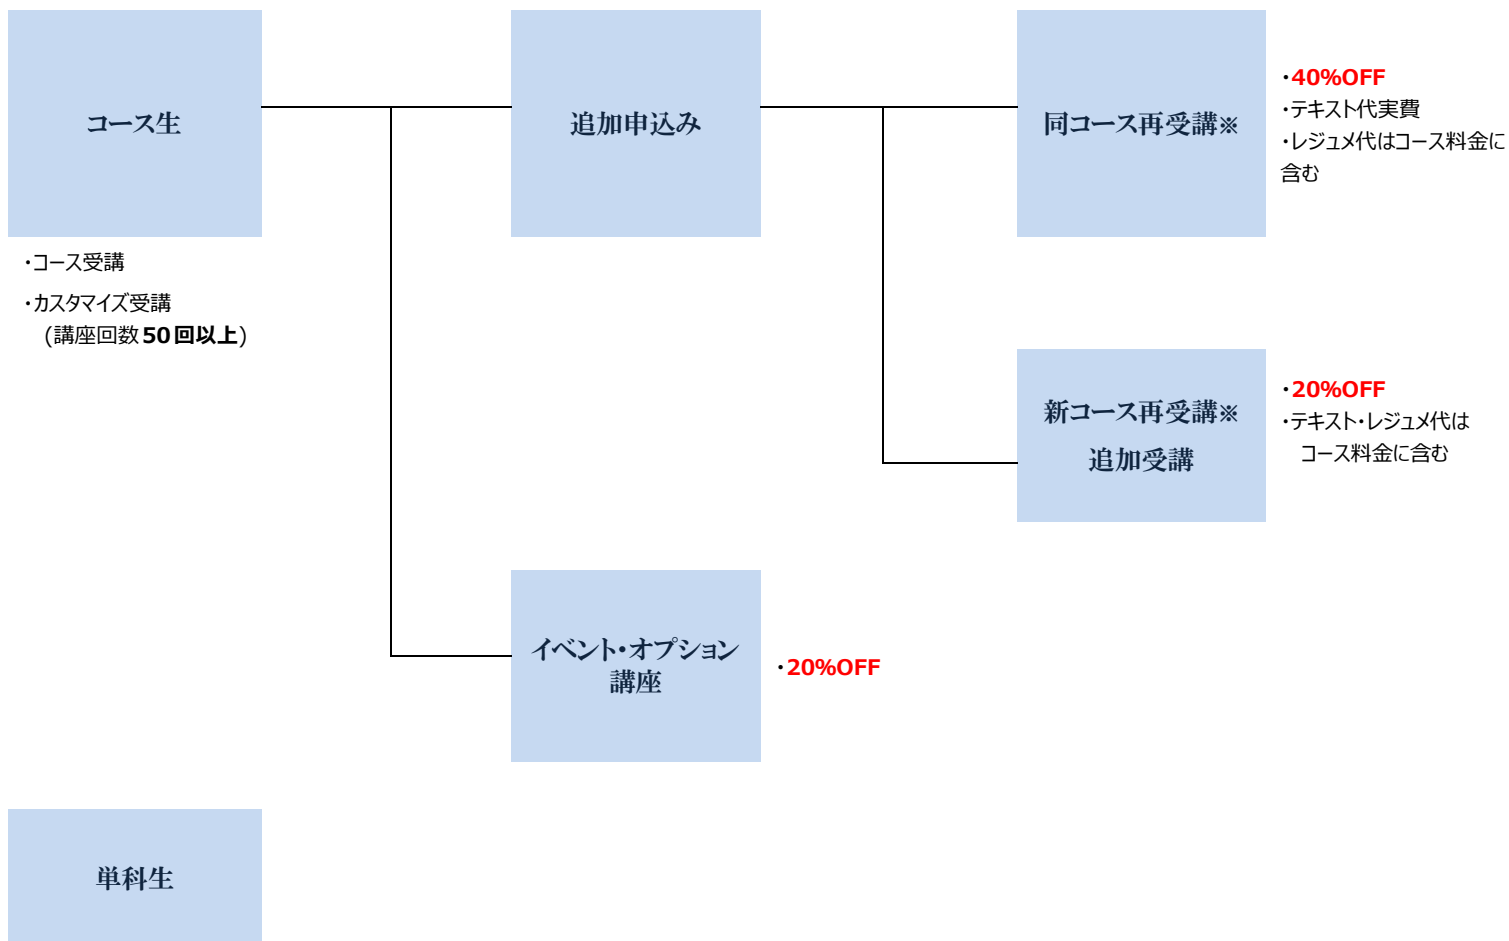 コース生
・コース受講
・カスタマイズ受講
(講座回数50回以上)
追加申込み
同コース再受講※
・40%OFF
・テキスト代実費
・レジュメ代はコース料金に
含む
新コース再受講※
追加受講
・20%OFF
・テキスト・レジュメ代は
コース料金に含む
イベント・オプション
講座
・20%OFF
単科生